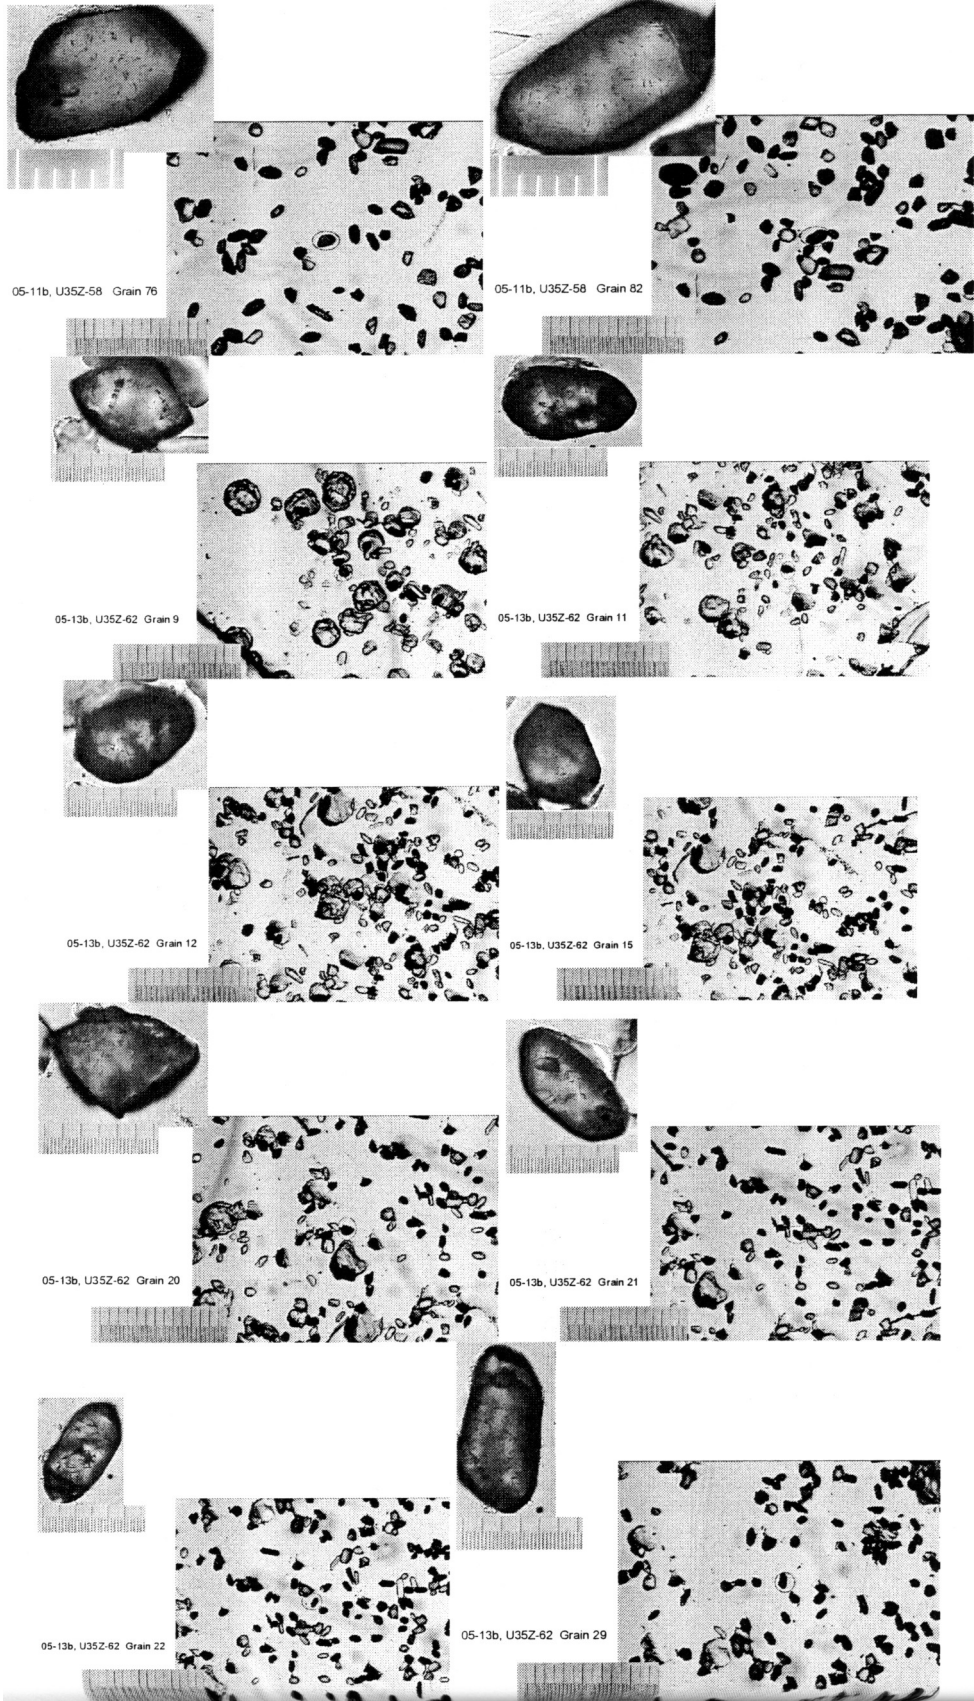 05-11b, U35Z-58 Grain 76
05-11b, U35Z-58 Grain 82
05-13b, U35Z-62 Grain 9
05-13b, U35Z-62 Grain 11
05-13b, U35Z-62 Grain 12
05-13b, U35Z-62 Grain 15
05-13b, U35Z-62 Grain 20
05-13b, U35Z-62 Grain 21
05-13b, U35Z-62 Grain 22
05-13b, U35Z-62 Grain 29